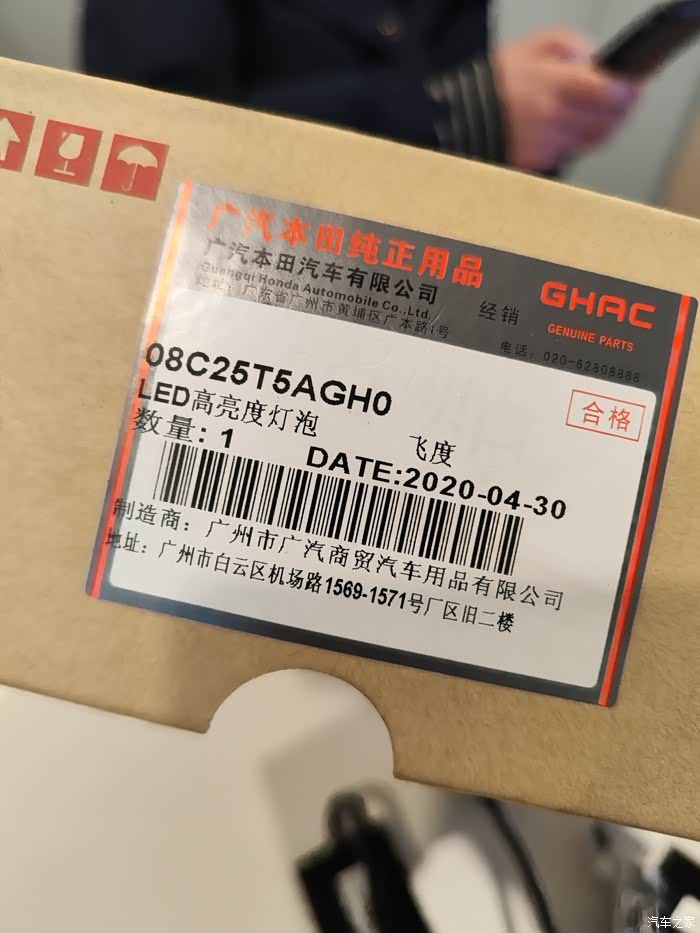 广汽本田纯正用品
广汽本田汽车有限公司
Guangqi Honda Automobile Co.,Ltd.
地址：广东省广州市黄埔区广本路1号
经销
GHAC
GENUINE PARTS
电话：020-62808888
08C25T5AGH0
LED高亮度灯泡
飞度
合格
数量：1
DATE:2020-04-30
制造商：广州市广汽商贸汽车用品有限公司
地址：广州市白云区机场路1569-1571号厂区旧二楼
汽车之家